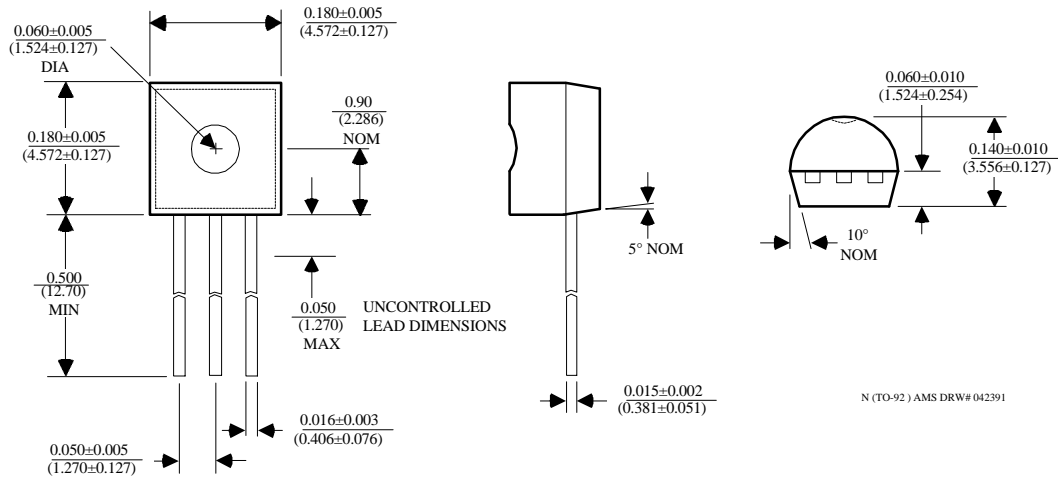 0.060±0.005
(1.524±0.127)
DIA
0.180±0.005
(4.572±0.127)
0.180±0.005
(4.572±0.127)
0.90
(2.286)
NOM
0.500
(12.70)
MIN
0.050
(1.270)
MAX
UNCONTROLLED
LEAD DIMENSIONS
0.016±0.003
(0.406±0.076)
0.050±0.005
(1.270±0.127)
5° NOM
0.015±0.002
(0.381±0.051)
0.060±0.010
(1.524±0.254)
0.140±0.010
(3.556±0.127)
10°
NOM
N (TO-92 ) AMS DRW# 042391